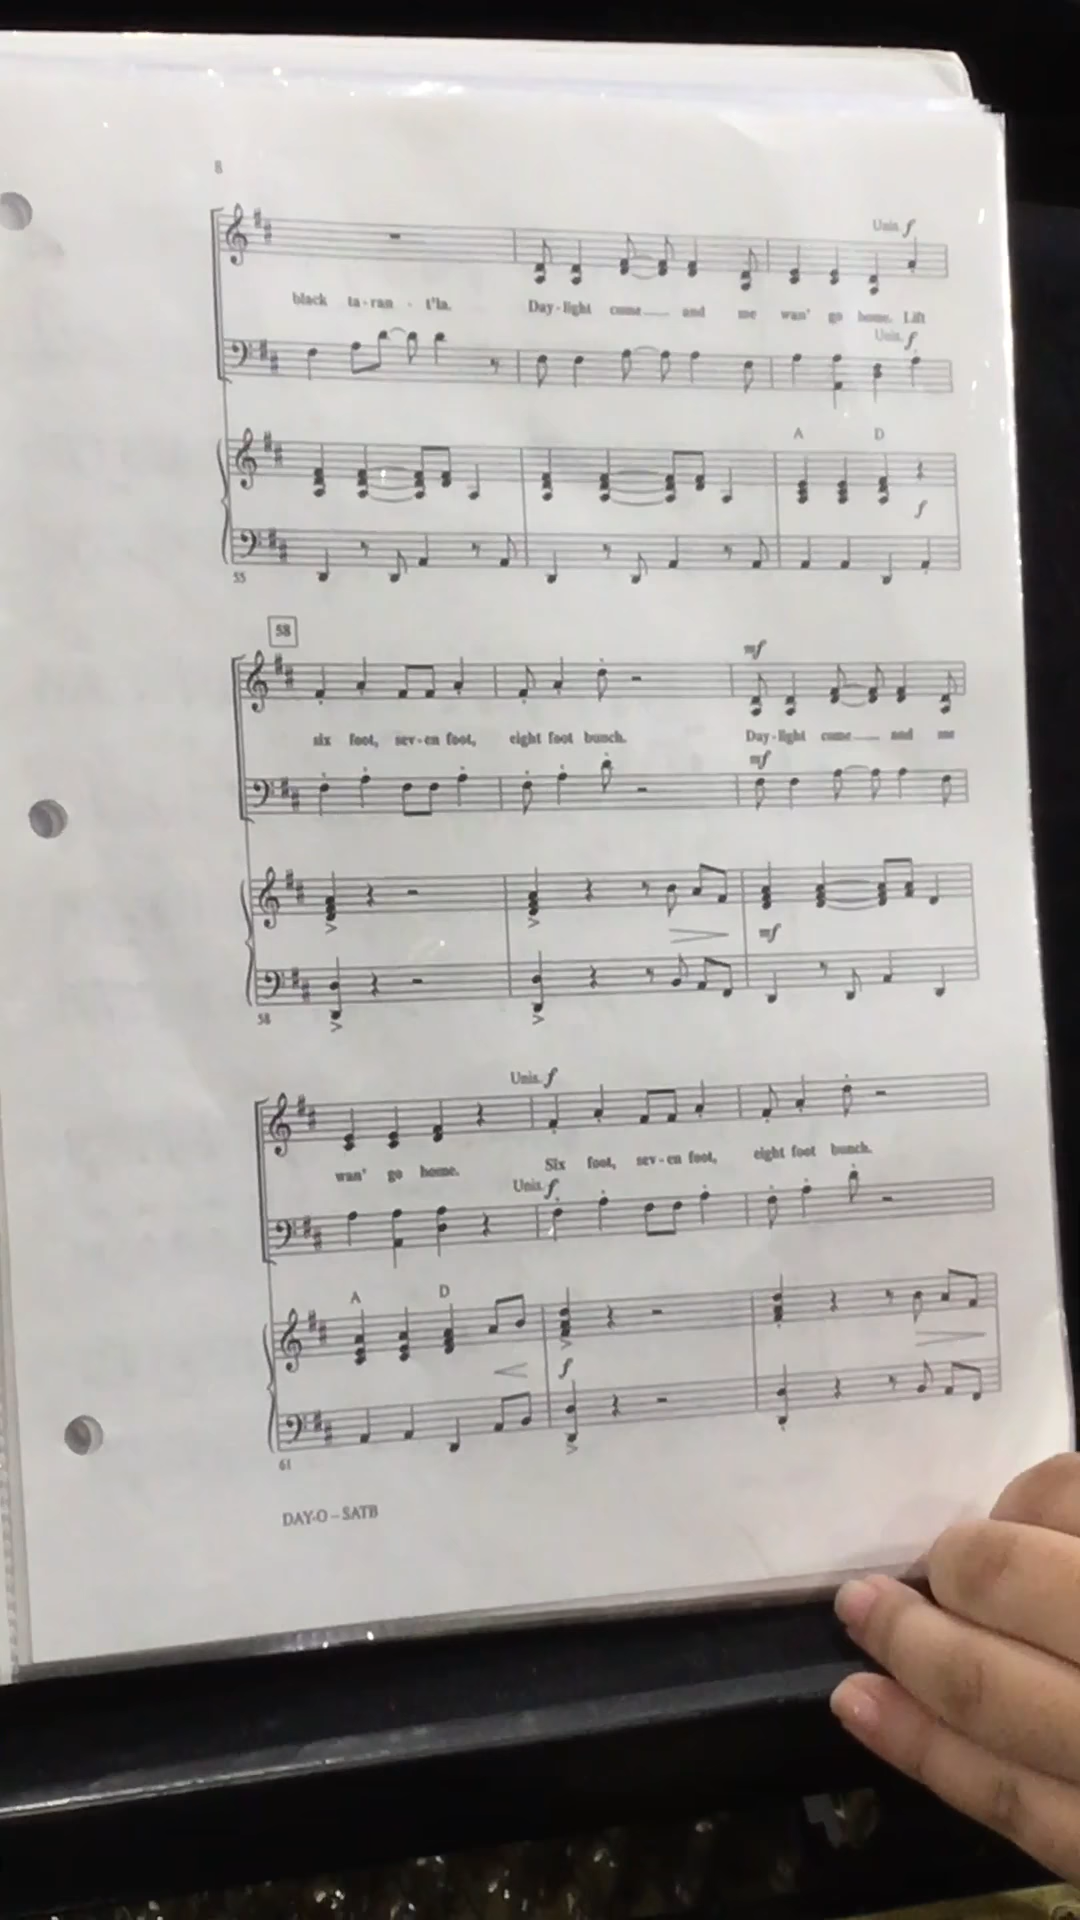 8
Unis. f
black ta - ran - t'la. Day - light come and me wan' go home. Lift
Unis. f
A D
f
55
58
mf
six foot, sev - en foot, eight foot bunch. Day - light come and me
mf
mf
58
Unis. f
wan' go home. Six foot, sev - en foot, eight foot bunch.
Unis. f
A D
f
61
DAY-O – SATB